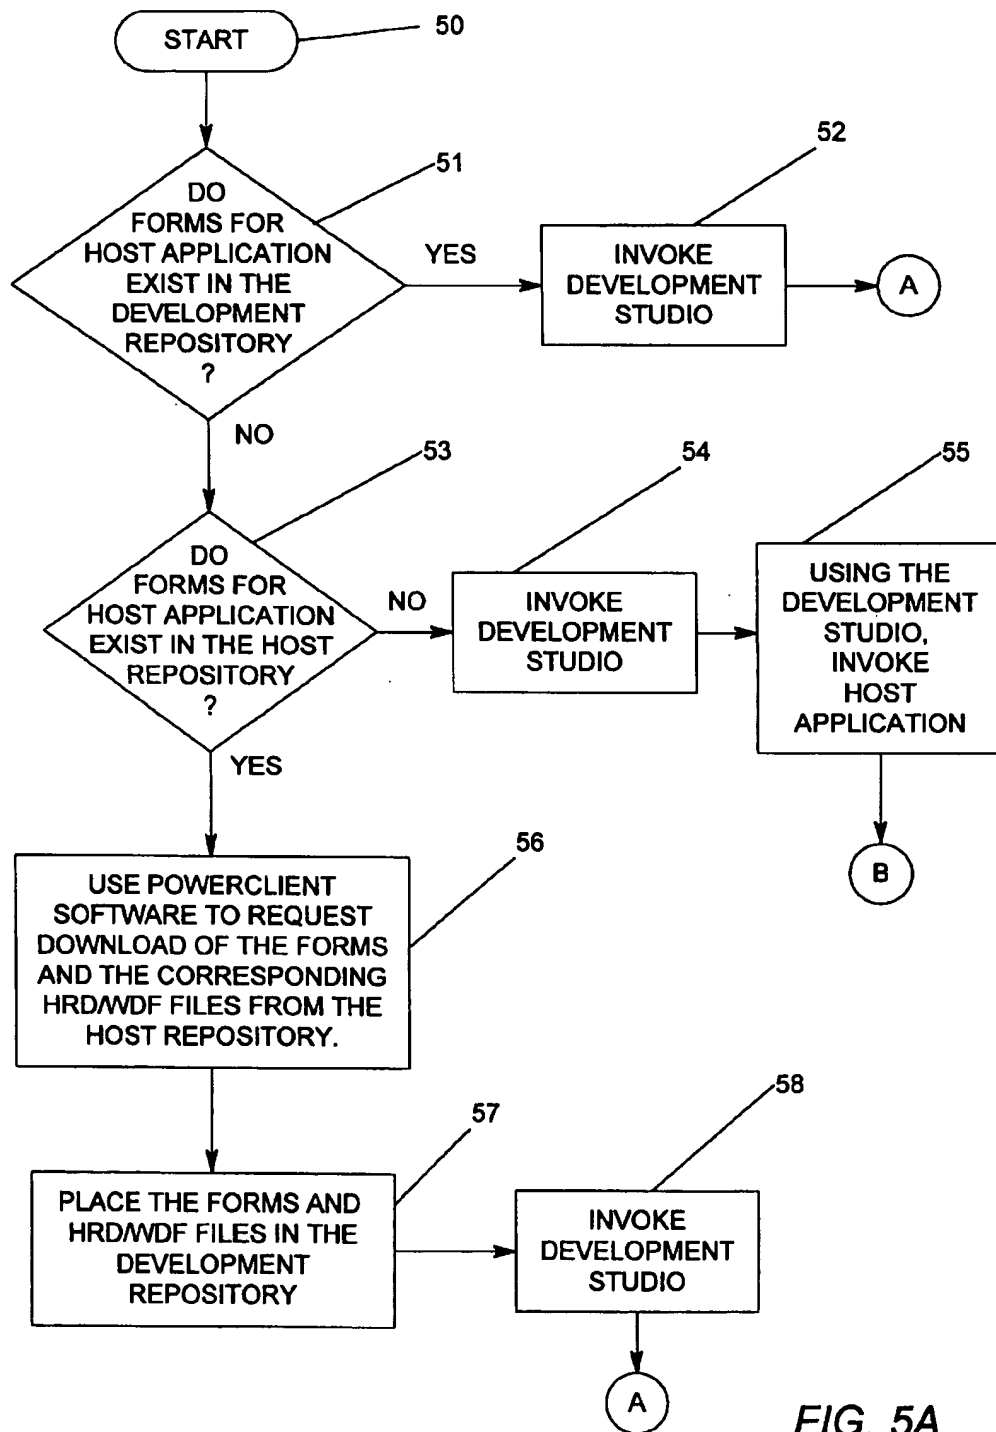 START
50
51
DO
FORMS FOR
HOST APPLICATION
EXIST IN THE
DEVELOPMENT
REPOSITORY
?
YES
52
INVOKE
DEVELOPMENT
STUDIO
A
NO
53
DO
FORMS FOR
HOST APPLICATION
EXIST IN THE HOST
REPOSITORY
?
NO
54
INVOKE
DEVELOPMENT
STUDIO
55
USING THE
DEVELOPMENT
STUDIO,
INVOKE
HOST
APPLICATION
B
YES
56
USE POWERCLIENT
SOFTWARE TO REQUEST
DOWNLOAD OF THE FORMS
AND THE CORRESPONDING
HRD/WDF FILES FROM THE
HOST REPOSITORY.
57
PLACE THE FORMS AND
HRD/WDF FILES IN THE
DEVELOPMENT
REPOSITORY
58
INVOKE
DEVELOPMENT
STUDIO
A
FIG. 5A